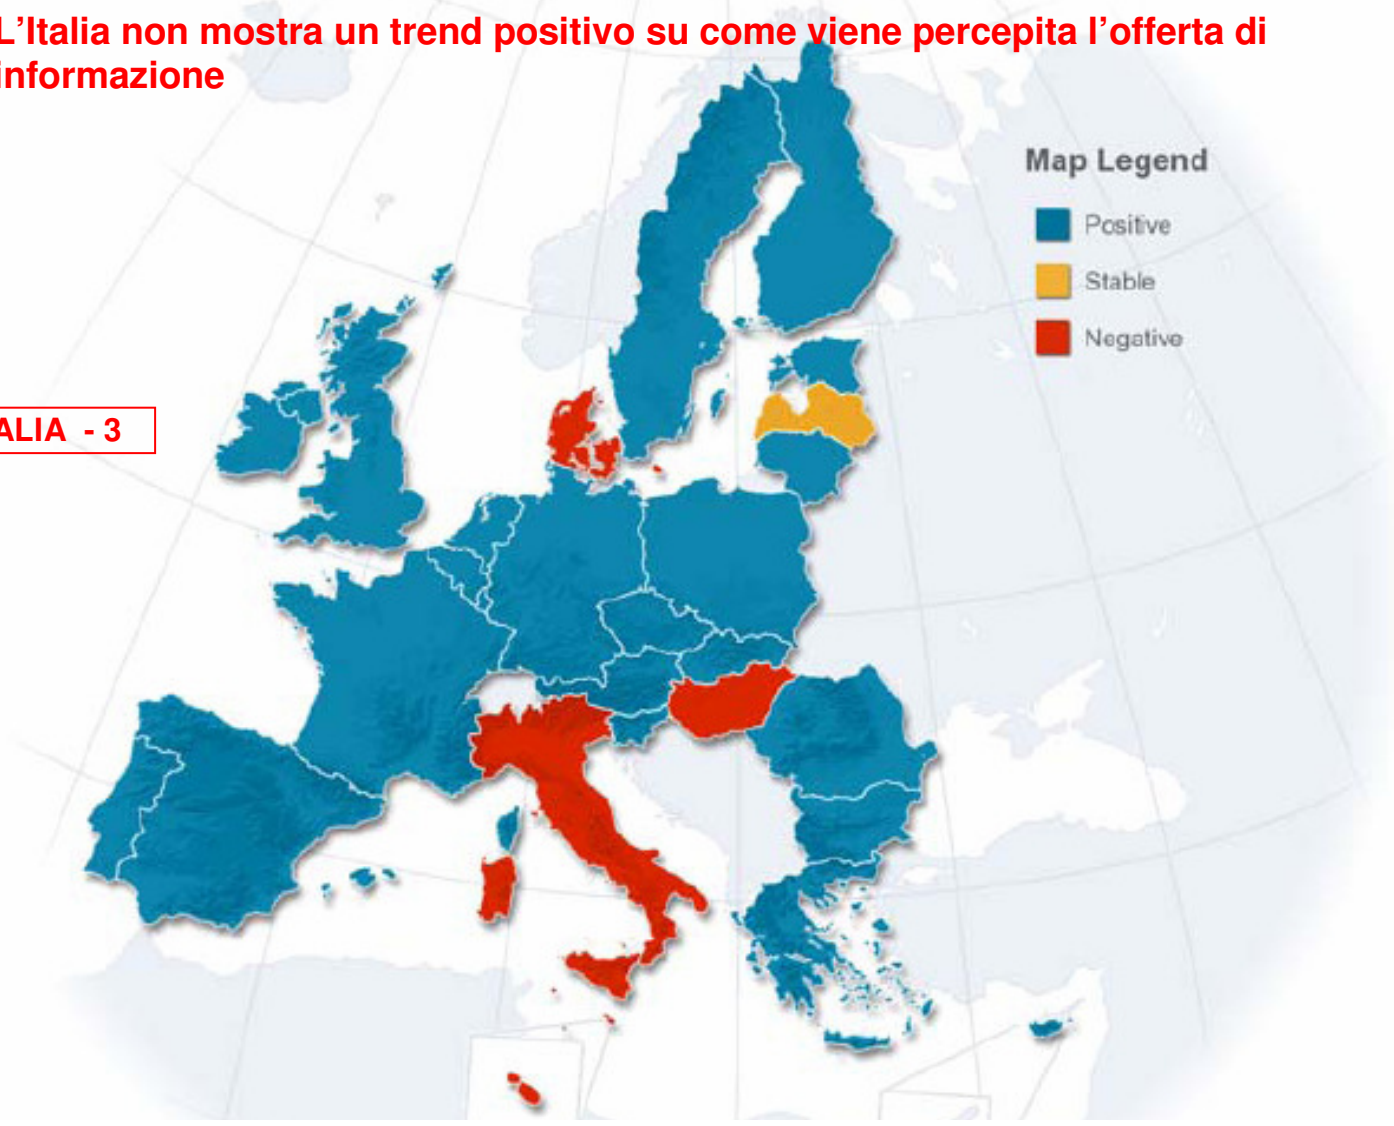 L’Italia non mostra un trend positivo su come viene percepita l’offerta di
informazione
Map Legend
Positive
Stable
Negative
ALIA - 3